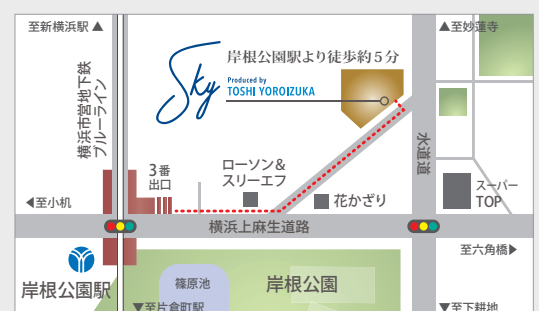 至新横浜駅▲
▲至妙蓮寺
岸根公園駅より徒歩約5分
Sky
Produced by
TOSHI YOROIZUKA
横浜市営地下鉄
ブルーライン
水道道
3番
出口
ローソン&
スリーエフ
花かざり
スーパー
TOP
◀至小机
横浜上麻生道路
至六角橋▶
岸根公園駅
篠原池
岸根公園
▼至片倉町駅
▼至下耕地